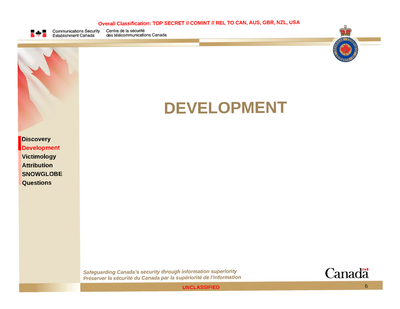 Overall Classification: TOP SECRET // COMINT // REL TO CAN, AUS, GBR, NZL, USA
Communications Security Establishment Canada
Centre de la sécurité des télécommunications Canada
DEVELOPMENT
Discovery
Development
Victimology
Attribution
SNOWGLOBE
Questions
Safeguarding Canada's security through information superiority
Préserver la sécurité du Canada par la supériorité de l'information
Canada
UNCLASSIFIED